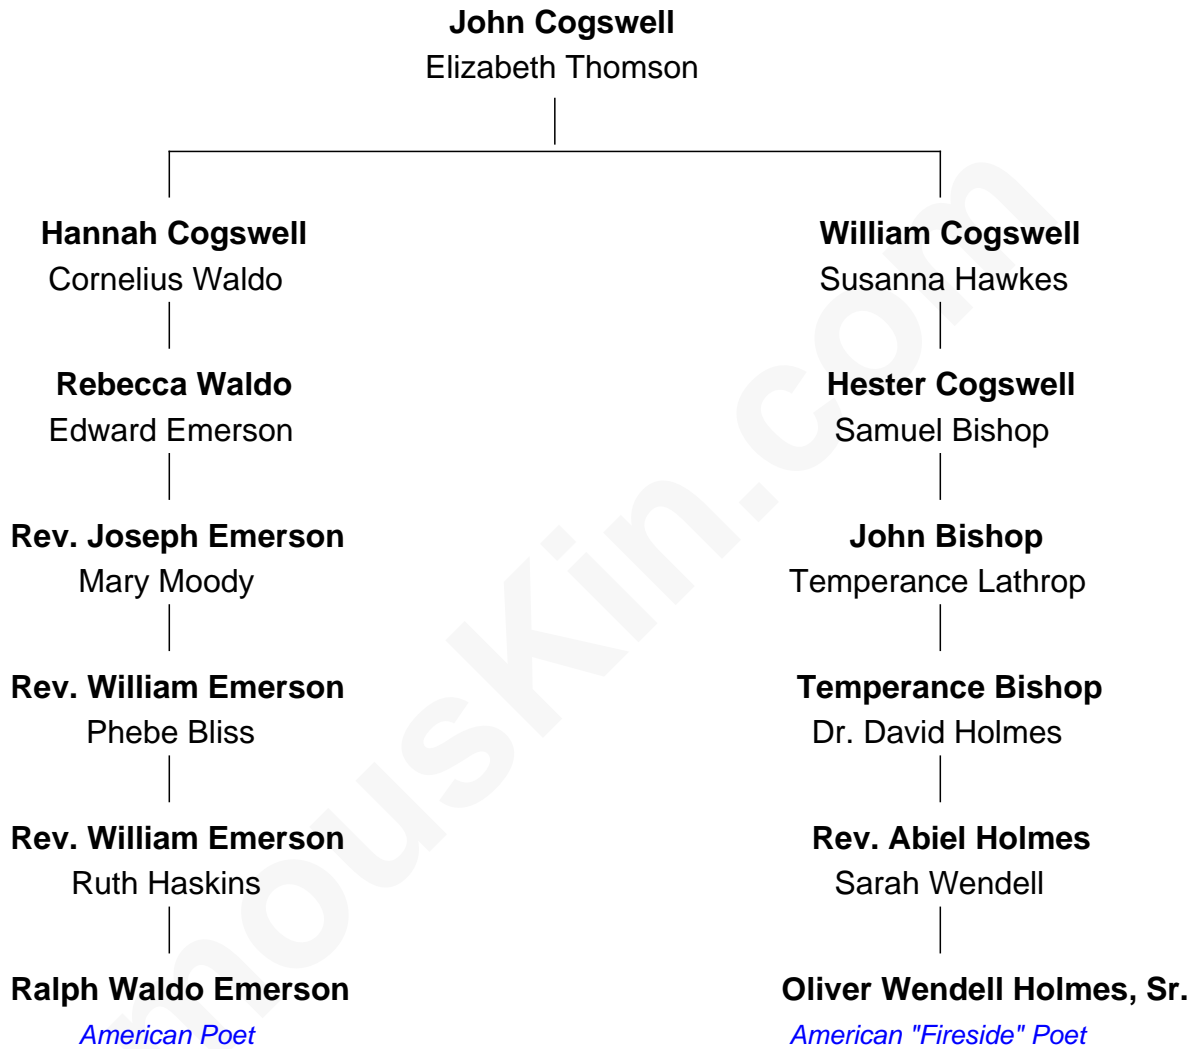 John Cogswell
Elizabeth Thomson
Hannah Cogswell
Cornelius Waldo
Rebecca Waldo
Edward Emerson
Rev. Joseph Emerson
Mary Moody
Rev. William Emerson
Phebe Bliss
Rev. William Emerson
Ruth Haskins
Ralph Waldo Emerson
American Poet
William Cogswell
Susanna Hawkes
Hester Cogswell
Samuel Bishop
John Bishop
Temperance Lathrop
Temperance Bishop
Dr. David Holmes
Rev. Abiel Holmes
Sarah Wendell
Oliver Wendell Holmes, Sr.
American "Fireside" Poet
mousKin.com